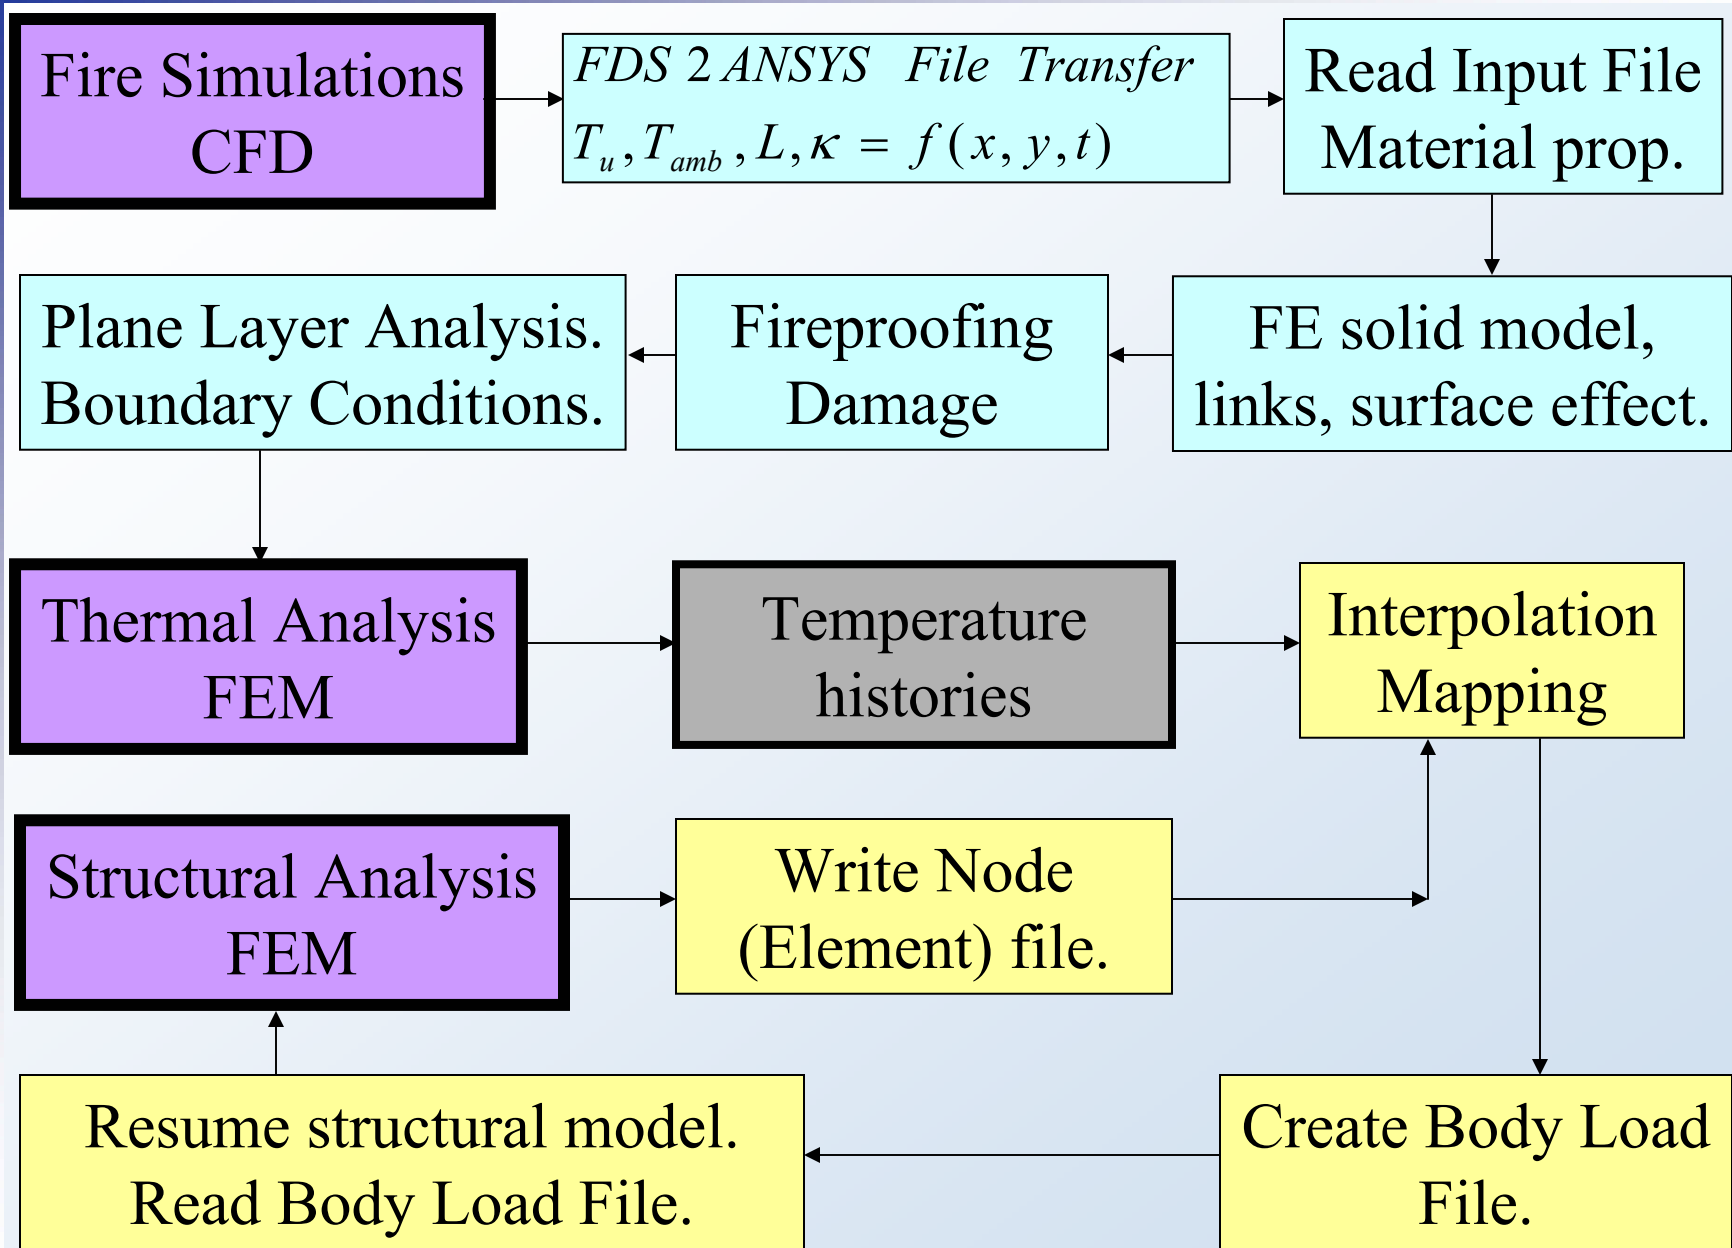 Fire Simulations
CFD
FDS 2 ANSYS File Transfer
T_u, T_amb, L, κ = f(x, y, t)
Read Input File
Material prop.
Plane Layer Analysis.
Boundary Conditions.
Fireproofing
Damage
FE solid model,
links, surface effect.
Thermal Analysis
FEM
Temperature
histories
Interpolation
Mapping
Structural Analysis
FEM
Write Node
(Element) file.
Resume structural model.
Read Body Load File.
Create Body Load
File.